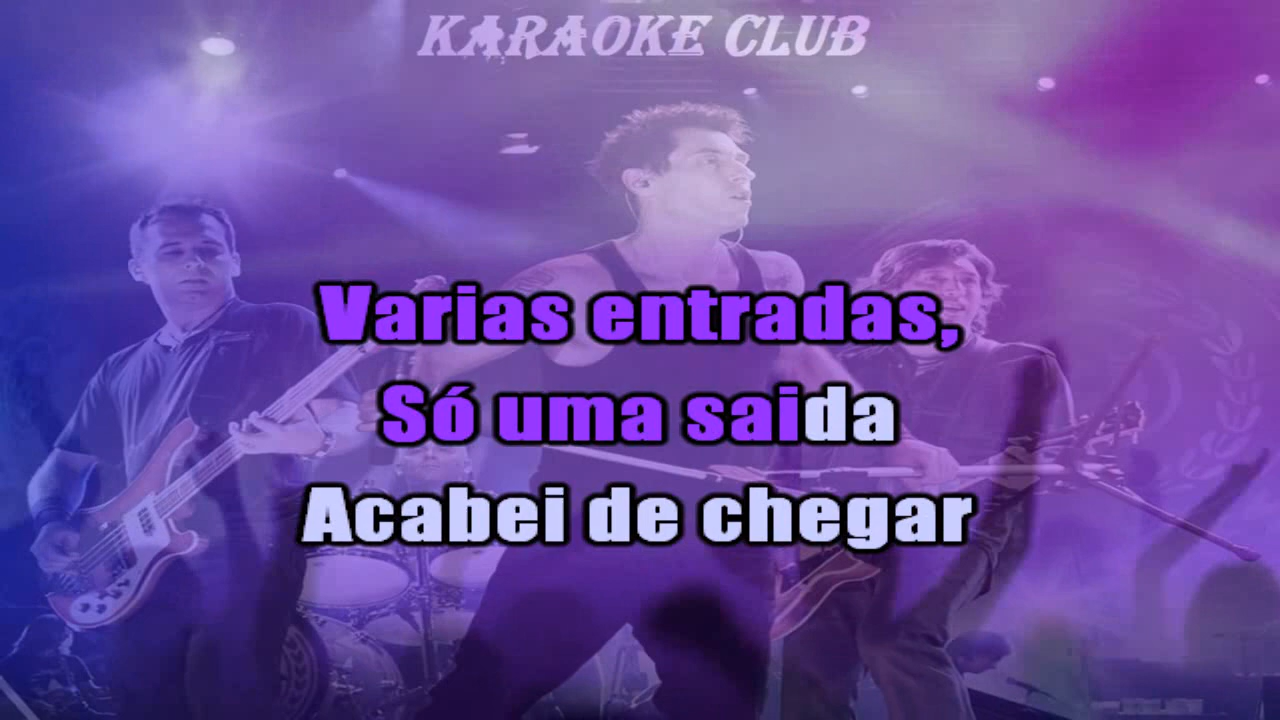 KARAOKE CLUB
Varias entradas,
Só uma saida
Acabei de chegar